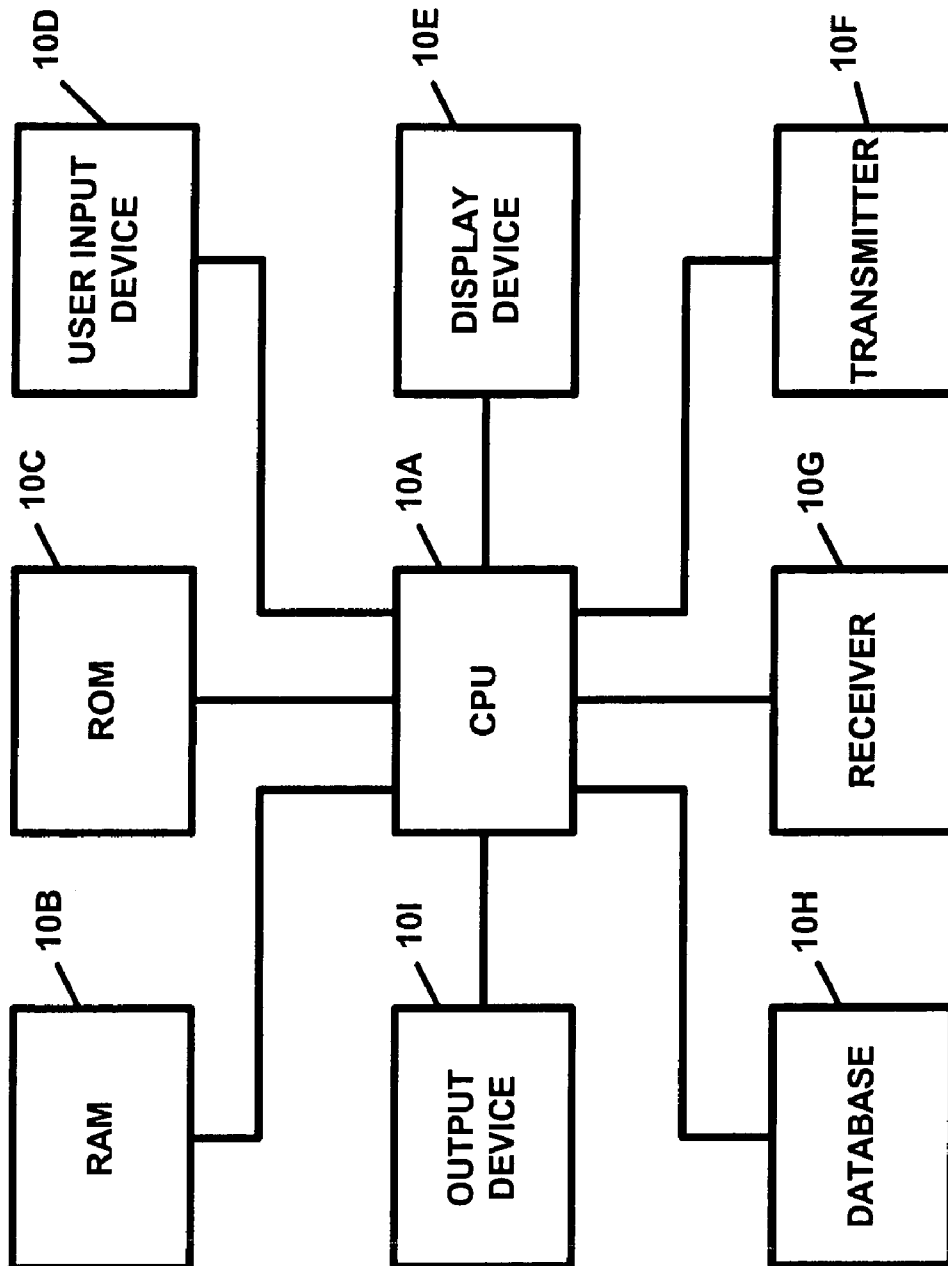 10B
RAM
10C
ROM
10D
USER INPUT
DEVICE
10I
OUTPUT
DEVICE
10A
CPU
10E
DISPLAY
DEVICE
10H
DATABASE
10G
RECEIVER
10F
TRANSMITTER